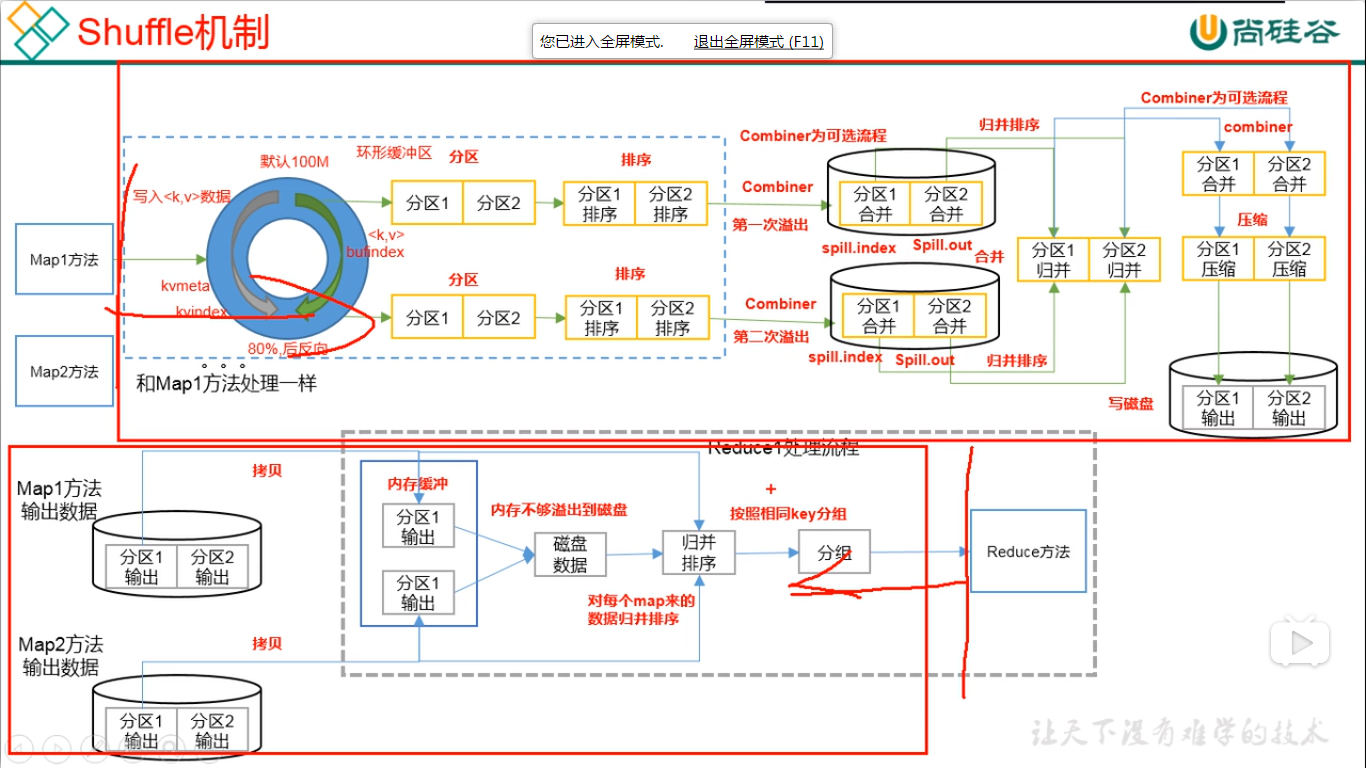 Shuffle机制
您已进入全屏模式. 退出全屏模式 (F11)
尚硅谷
Combiner为可选流程
默认100M
环形缓冲区
分区
排序
Combiner为可选流程
归并排序
combiner
写入<k,v>数据
分区1
分区2
分区1
排序
分区2
排序
Combiner
第一次溢出
分区1
合并
分区2
合并
spill.index
Spill.out
分区1
合并
分区2
合并
压缩
Map1方法
<k,v>
bufindex
kvmeta
kvindex
合并
分区1
归并
分区2
归并
分区1
压缩
分区2
压缩
分区
排序
分区1
分区2
分区1
排序
分区2
排序
Combiner
第二次溢出
分区1
合并
分区2
合并
spill.index
Spill.out
归并排序
80%,后反向
Map2方法
。。。
和Map1方法处理一样
写磁盘
分区1
输出
分区2
输出
Reduce1处理流程
Map1方法
输出数据
拷贝
分区1
输出
分区2
输出
内存缓冲
分区1
输出
分区1
输出
内存不够溢出到磁盘
磁盘
数据
归并
排序
对每个map来的
数据归并排序
+
按照相同key分组
分组
Reduce方法
Map2方法
输出数据
拷贝
分区1
输出
分区2
输出
让天下没有难学的技术